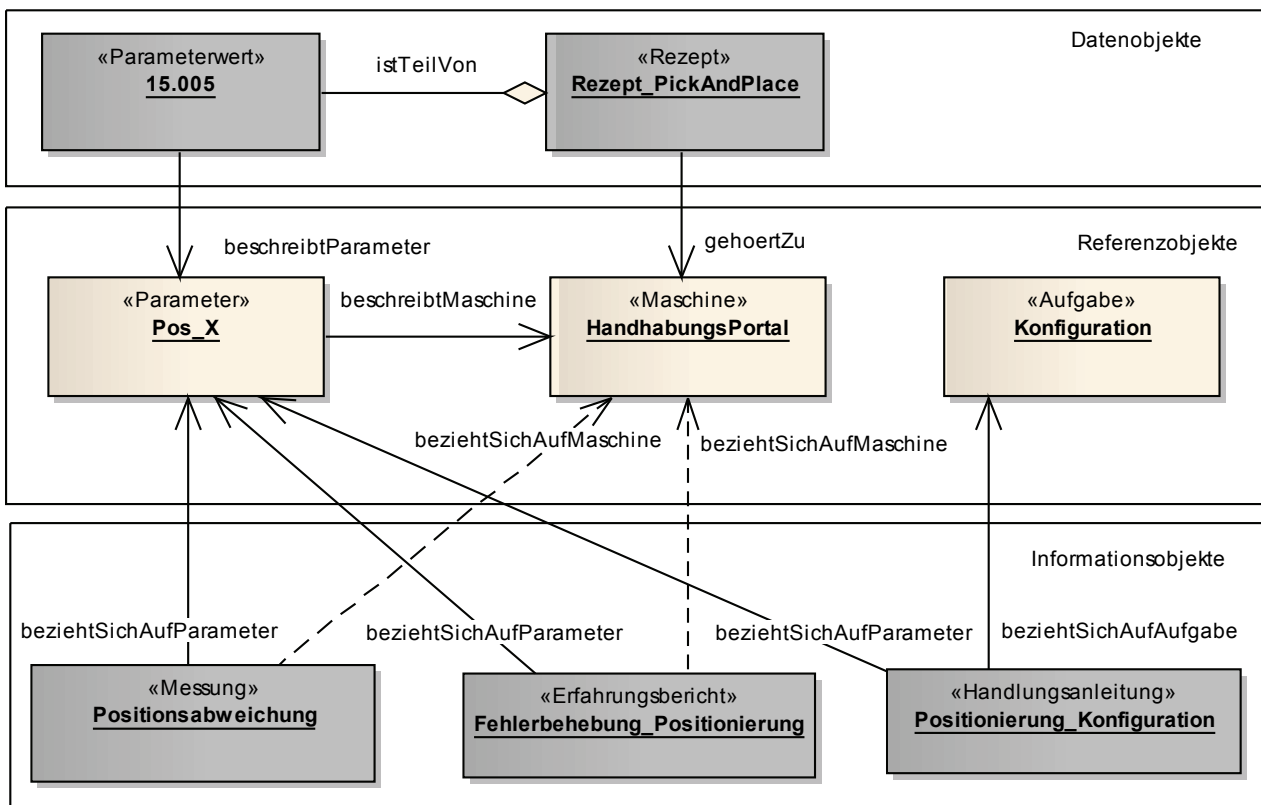 Datenobjekte
«Parameterwert»
15.005
istTeilVon
«Rezept»
Rezept_PickAndPlace
beschreibtParameter
gehoertZu
Referenzobjekte
«Parameter»
Pos_X
beschreibtMaschine
«Maschine»
HandhabungsPortal
«Aufgabe»
Konfiguration
beziehtSichAufMaschine
beziehtSichAufMaschine
Informationsobjekte
beziehtSichAufParameter
beziehtSichAufParameter
beziehtSichAufParameter
beziehtSichAufAufgabe
«Messung»
Positionsabweichung
«Erfahrungsbericht»
Fehlerbehebung_Positionierung
«Handlungsanleitung»
Positionierung_Konfiguration